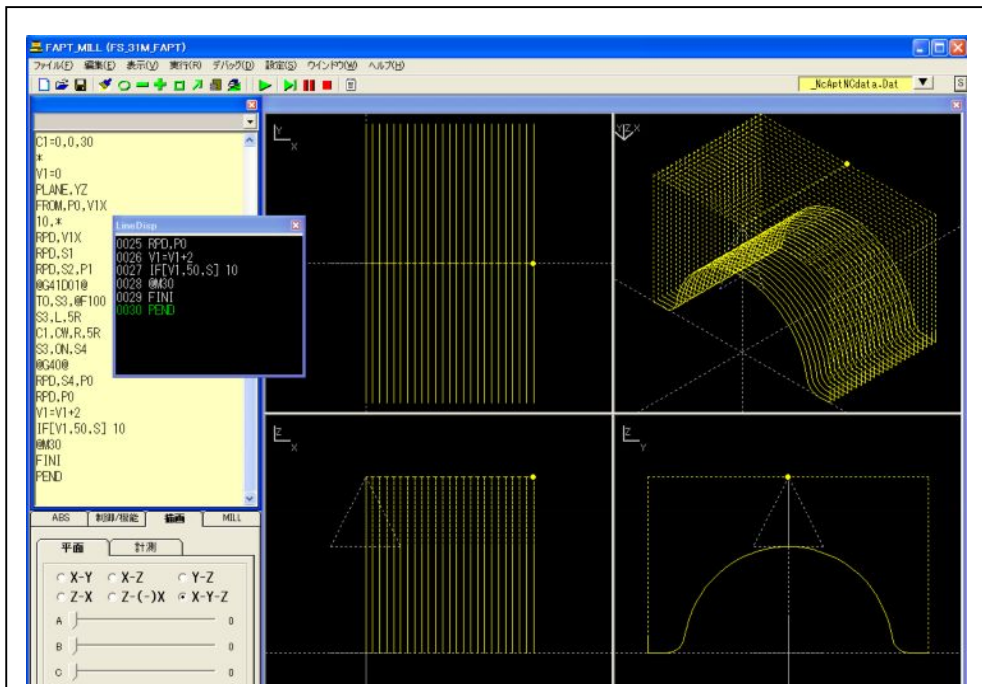 FAPT_MILL (FS_31M_FAPT)
ファイル(F) 編集(E) 表示(V) 実行(R) デバッグ(D) 設定(S) ウインドウ(W) ヘルプ(H)
_NcAptNCdata.Dat
S
C1=0,0,30
*
V1=0
PLANE,YZ
FROM,P0,V1X
10,*
RPD,V1X
RPD,S1
RPD,S2,P1
@G41D01@
TO,S3,@F100
S3,L,5R
C1,CW,R,5R
S3,ON,S4
@G40@
RPD,S4,P0
RPD,P0
V1=V1+2
IF[V1,50,S] 10
@M30
FINI
PEND
LineDisp
0025 RPD,P0
0026 V1=V1+2
0027 IF[V1,50,S] 10
0028 @M30
0029 FINI
0030 PEND
Y
X
Y Z X
Z
X
Z
Y
ABS 制御/機能 描画 MILL
平面 計測
X-Y X-Z Y-Z
Z-X Z-(-)X X-Y-Z
A 0
B 0
C 0